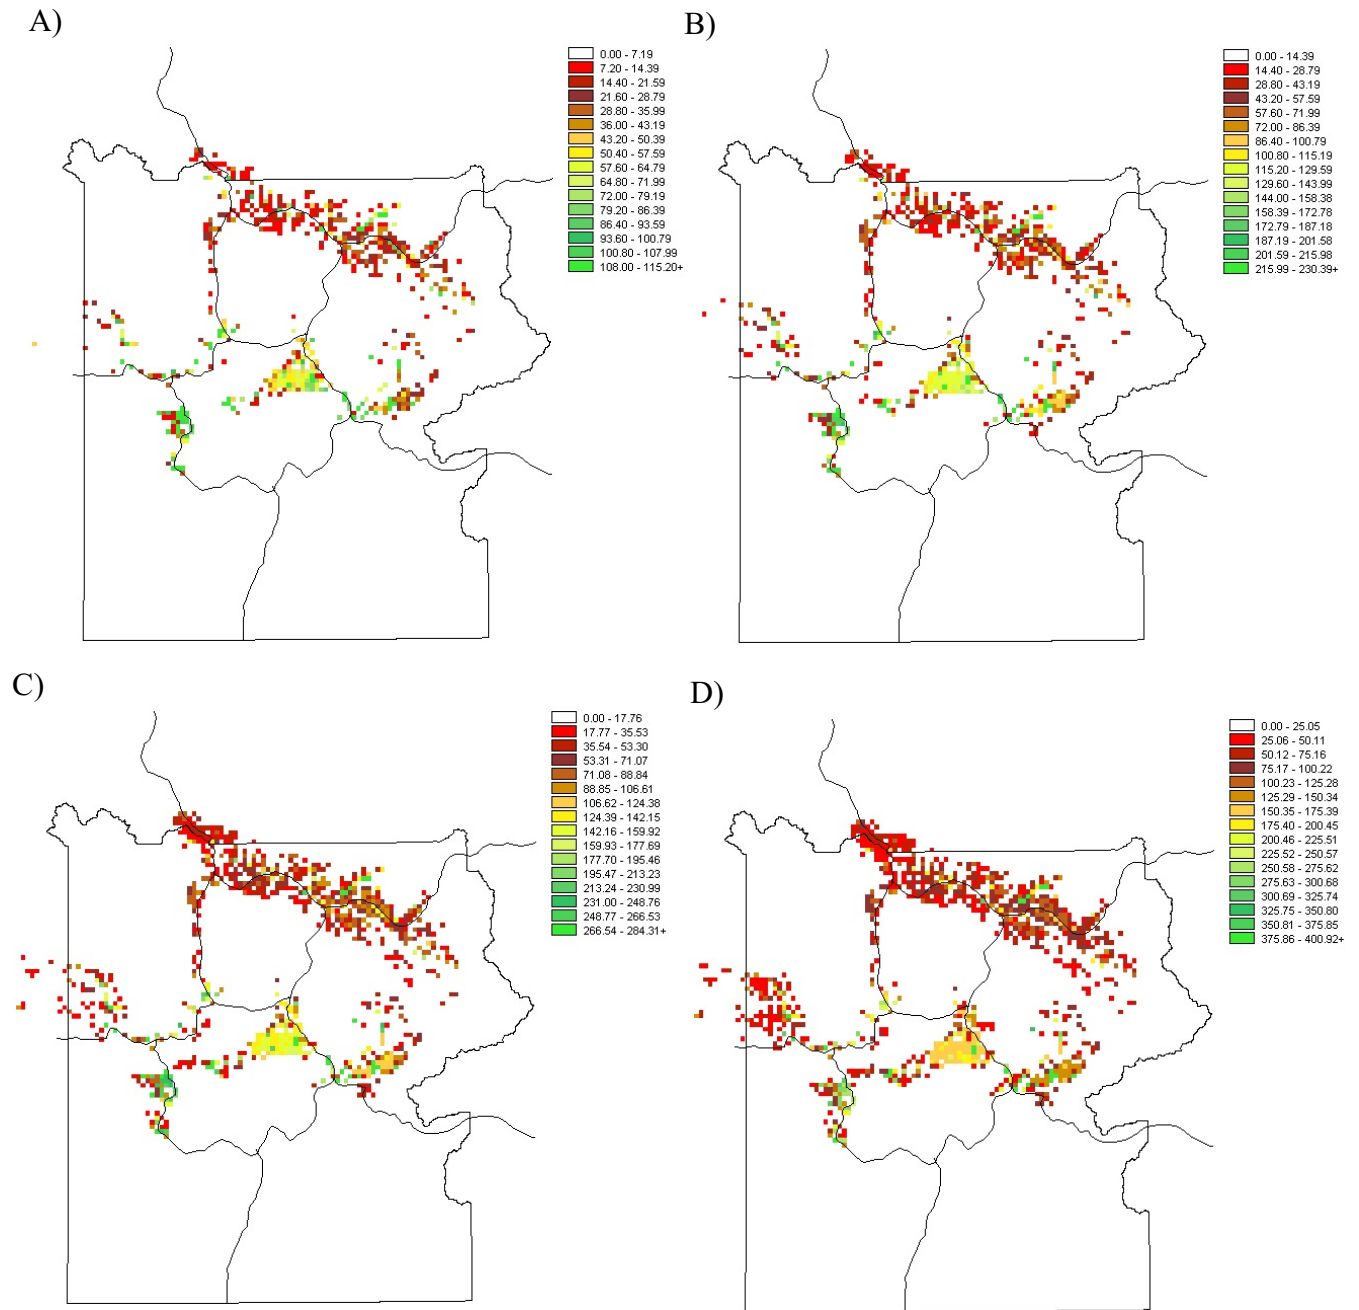 A)
0.00 - 7.19
7.20 - 14.39
14.40 - 21.59
21.60 - 28.79
28.80 - 35.99
36.00 - 43.19
43.20 - 50.39
50.40 - 57.59
57.60 - 64.79
64.80 - 71.99
72.00 - 79.19
79.20 - 86.39
86.40 - 93.59
93.60 - 100.79
100.80 - 107.99
108.00 - 115.20+
B)
0.00 - 14.39
14.40 - 28.79
28.80 - 43.19
43.20 - 57.59
57.60 - 71.99
72.00 - 86.39
86.40 - 100.79
100.80 - 115.19
115.20 - 129.59
129.60 - 143.99
144.00 - 158.38
158.39 - 172.78
172.79 - 187.18
187.19 - 201.58
201.59 - 215.98
215.99 - 230.39+
C)
0.00 - 17.76
17.77 - 35.53
35.54 - 53.30
53.31 - 71.07
71.08 - 88.84
88.85 - 106.61
106.62 - 124.38
124.39 - 142.15
142.16 - 159.92
159.93 - 177.69
177.70 - 195.46
195.47 - 213.23
213.24 - 230.99
231.00 - 248.76
248.77 - 266.53
266.54 - 284.31+
D)
0.00 - 25.05
25.06 - 50.11
50.12 - 75.16
75.17 - 100.22
100.23 - 125.28
125.29 - 150.34
150.35 - 175.39
175.40 - 200.45
200.46 - 225.51
225.52 - 250.57
250.58 - 275.62
275.63 - 300.68
300.69 - 325.74
325.75 - 350.80
350.81 - 375.85
375.86 - 400.92+